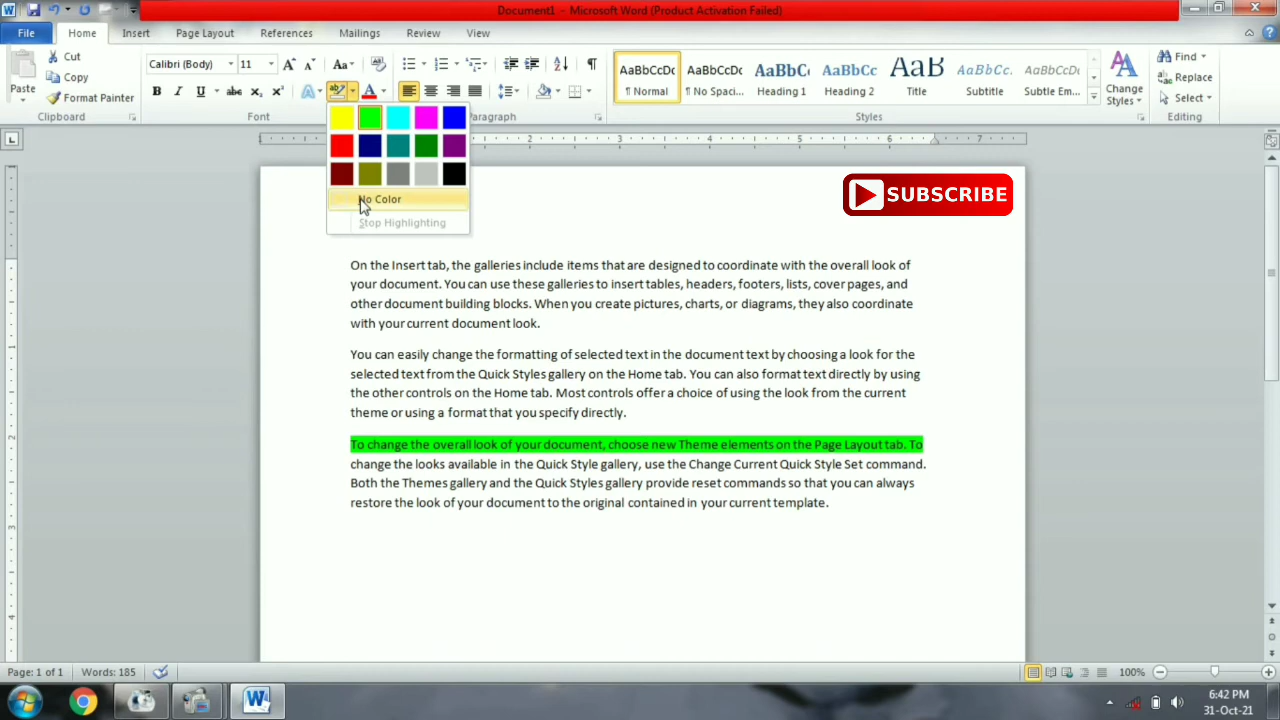 Document1 - Microsoft Word (Product Activation Failed)
File Home Insert Page Layout References Mailings Review View
Paste
Cut
Copy
Format Painter
Clipboard
Calibri (Body) 11
Font
Paragraph
AaBbCcDc AaBbCcDc AaBbC AaBbCc AaB AaBbCc. AaBbCcDc
¶ Normal ¶ No Spaci... Heading 1 Heading 2 Title Subtitle Subtle Em...
Styles
Change
Styles
Find
Replace
Select
Editing
No Color
Stop Highlighting
1 2 3 4 5 6 7
SUBSCRIBE
On the Insert tab, the galleries include items that are designed to coordinate with the overall look of
your document. You can use these galleries to insert tables, headers, footers, lists, cover pages, and
other document building blocks. When you create pictures, charts, or diagrams, they also coordinate
with your current document look.
You can easily change the formatting of selected text in the document text by choosing a look for the
selected text from the Quick Styles gallery on the Home tab. You can also format text directly by using
the other controls on the Home tab. Most controls offer a choice of using the look from the current
theme or using a format that you specify directly.
To change the overall look of your document, choose new Theme elements on the Page Layout tab. To
change the looks available in the Quick Style gallery, use the Change Current Quick Style Set command.
Both the Themes gallery and the Quick Styles gallery provide reset commands so that you can always
restore the look of your document to the original contained in your current template.
Page: 1 of 1 Words: 185 100%
6:42 PM
31-Oct-21